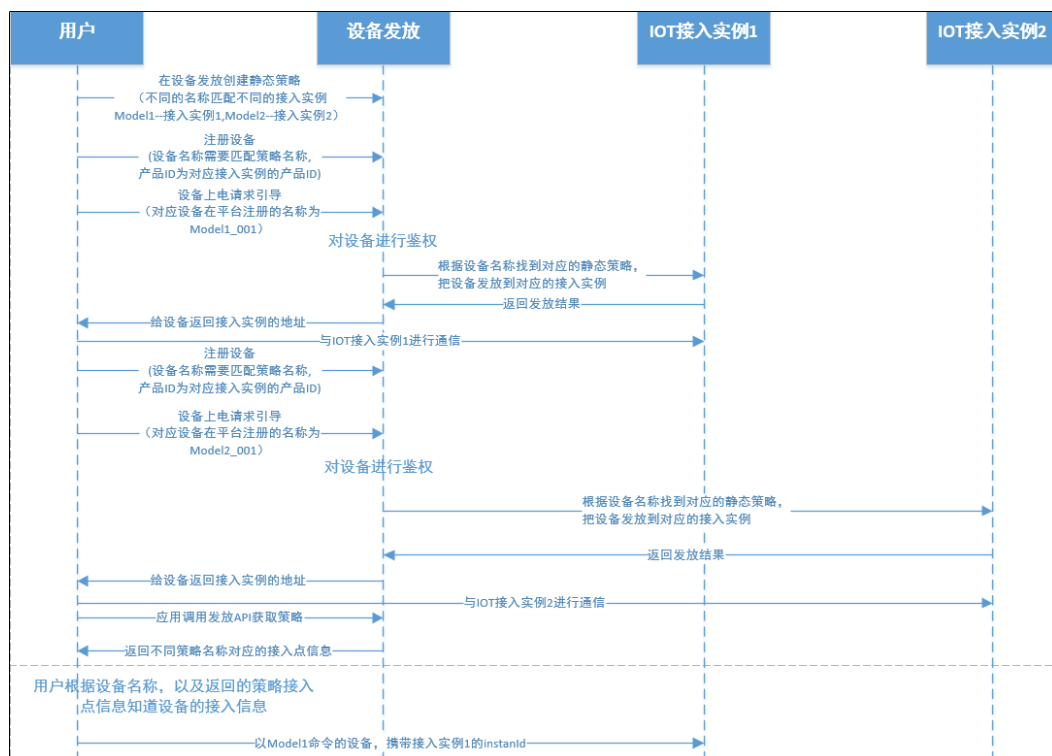 用户
设备发放
IOT接入实例1
IOT接入实例2
在设备发放创建静态策略
（不同的名称匹配不同的接入实例
Model1--接入实例1,Model2--接入实例2）
注册设备
(设备名称需要匹配策略名称,
产品ID为对应接入实例的产品ID)
设备上电请求引导
（对应设备在平台注册的名称为
Model1_001）
对设备进行鉴权
根据设备名称找到对应的静态策略，
把设备发放到对应的接入实例
返回发放结果
给设备返回接入实例的地址
与IOT接入实例1进行通信
注册设备
(设备名称需要匹配策略名称,
产品ID为对应接入实例的产品ID)
设备上电请求引导
（对应设备在平台注册的名称为
Model2_001）
对设备进行鉴权
根据设备名称找到对应的静态策略，
把设备发放到对应的接入实例
返回发放结果
给设备返回接入实例的地址
与IOT接入实例2进行通信
应用调用发放API获取策略
返回不同策略名称对应的接入点信息
用户根据设备名称，以及返回的策略接入
点信息知道设备的接入信息
以Model1命令的设备，携带接入实例1的instanId